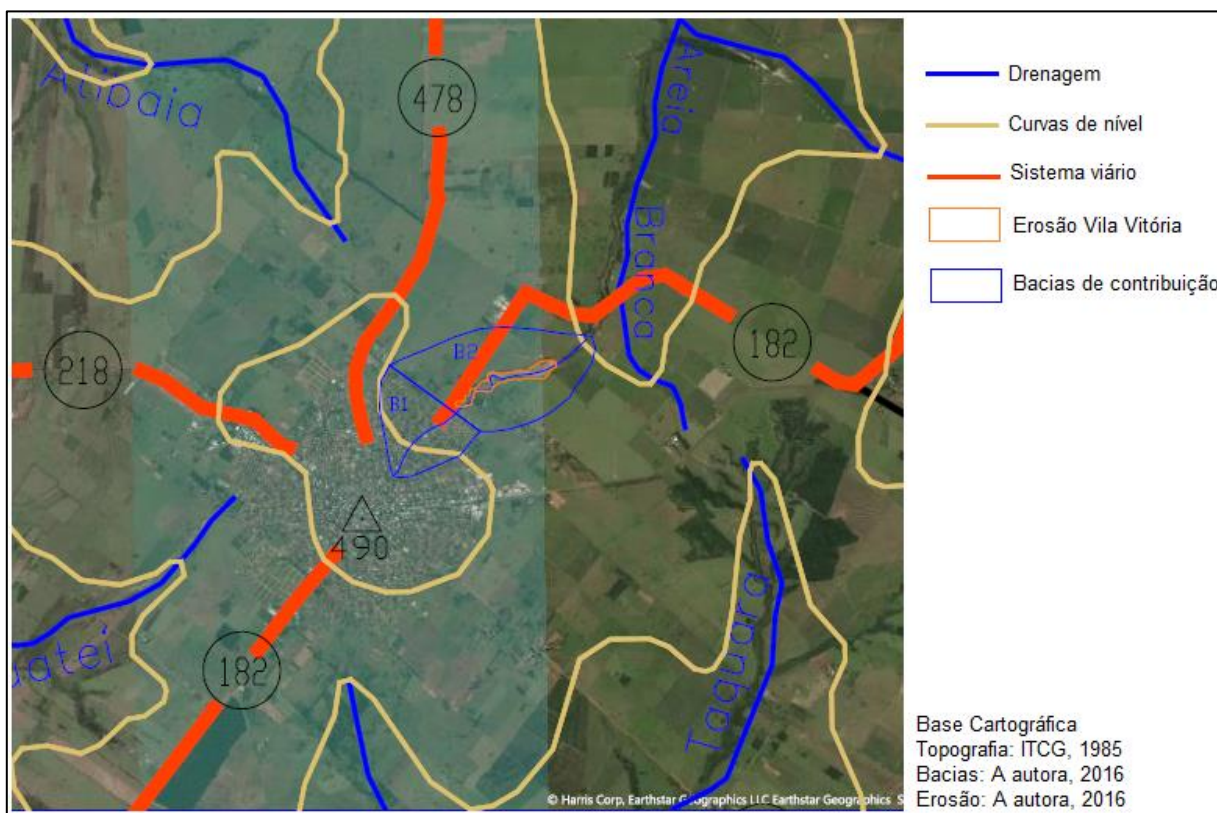 Atibaia
478
Areia
Branca
182
218
B2
B1
490
182
Taquara
© Harris Corp, Earthstar Geographics LLC Earthstar Geographics S
Drenagem
Curvas de nível
Sistema viário
Erosão Vila Vitória
Bacias de contribuição
Base Cartográfica
Topografia: ITCG, 1985
Bacias: A autora, 2016
Erosão: A autora, 2016